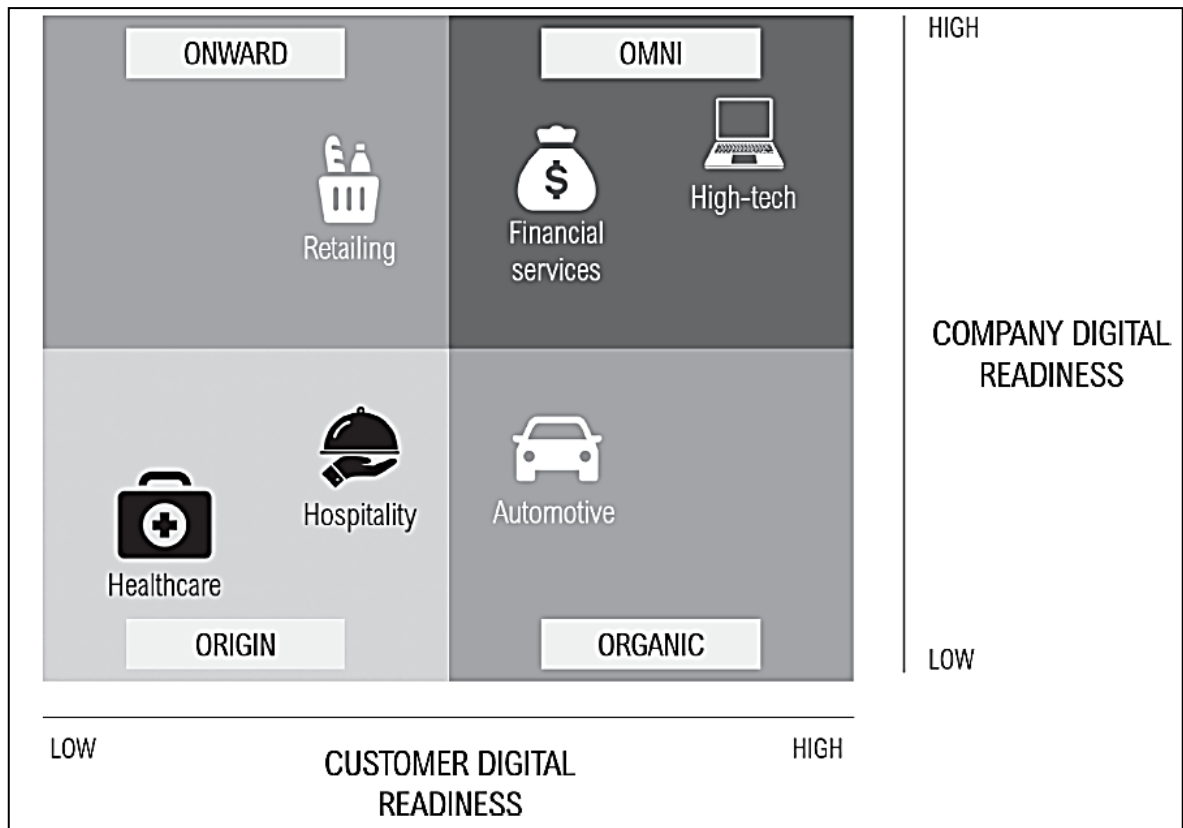 ONWARD
OMNI
HIGH
$
High-tech
Retailing
Financial
services
COMPANY DIGITAL
READINESS
Hospitality
Automotive
Healthcare
ORIGIN
ORGANIC
LOW
LOW
HIGH
CUSTOMER DIGITAL
READINESS